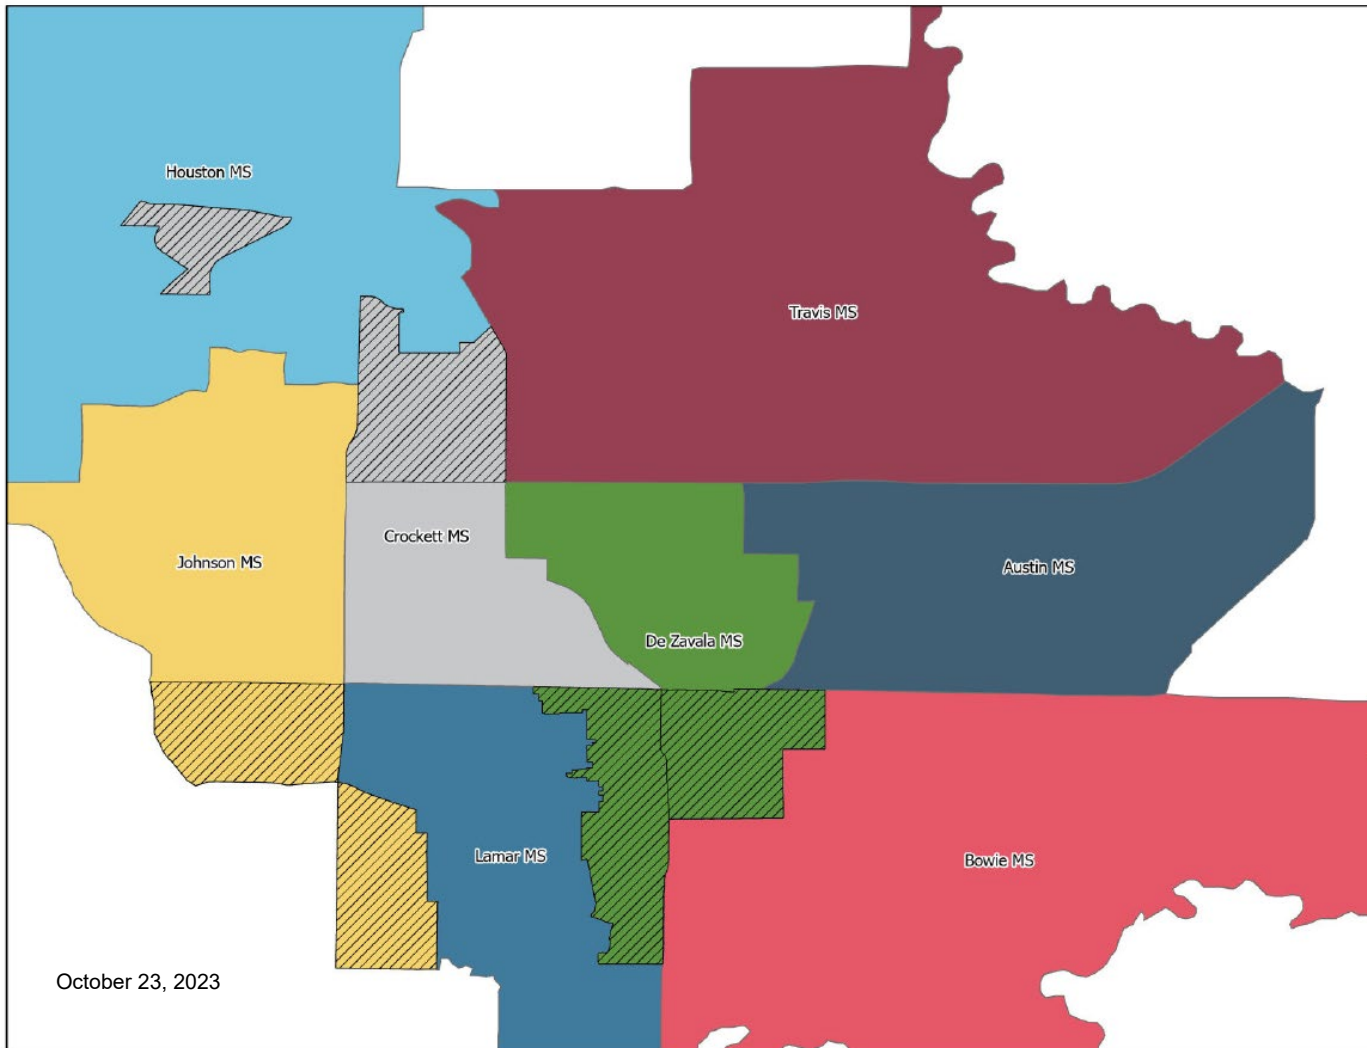 Houston MS
Travis MS
Crockett MS
Johnson MS
Austin MS
De Zavala MS
Lamar MS
Bowie MS
October 23, 2023